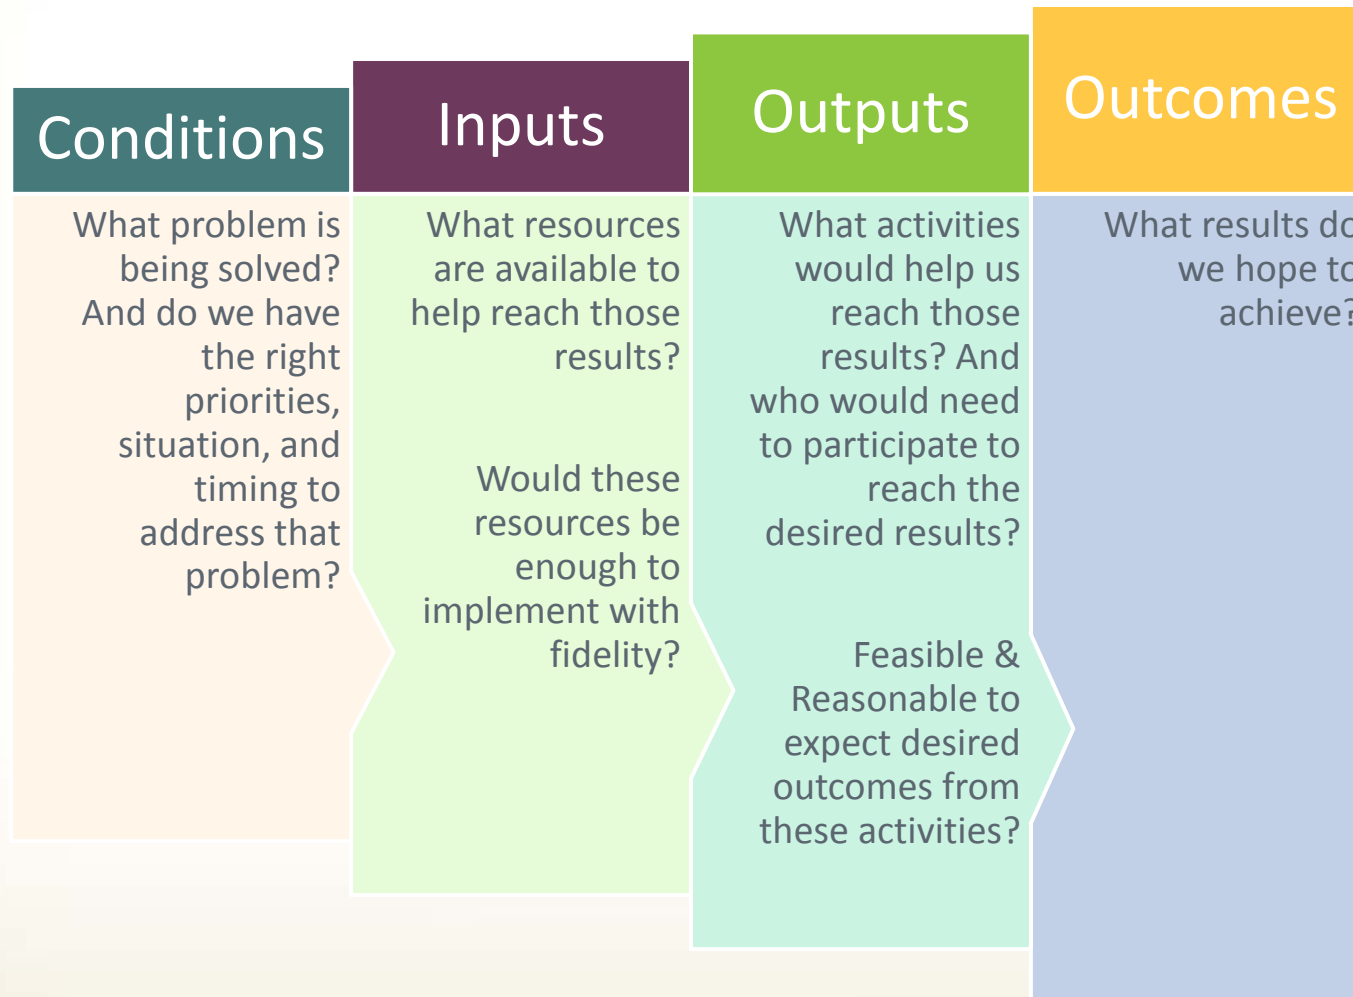 Conditions
What problem is
being solved?
And do we have
the right
priorities,
situation, and
timing to
address that
problem?
Inputs
What resources
are available to
help reach those
results?
Would these
resources be
enough to
implement with
fidelity?
Outputs
What activities
would help us
reach those
results? And
who would need
to participate to
reach the
desired results?
Feasible &
Reasonable to
expect desired
outcomes from
these activities?
Outcomes
What results do
we hope to
achieve?